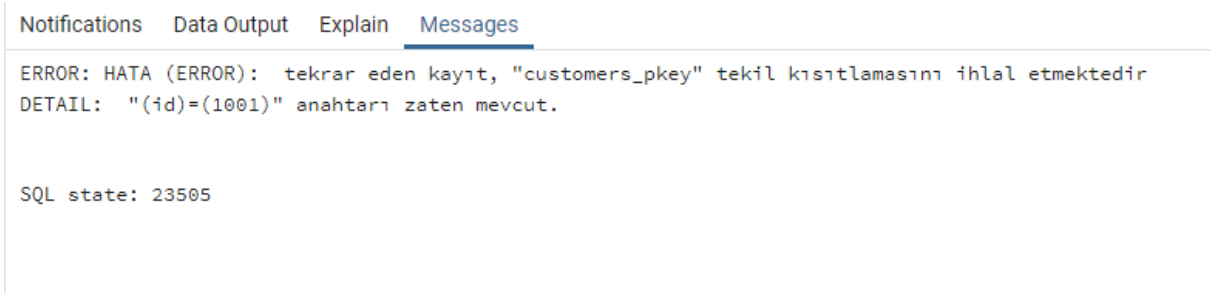 Notifications Data Output Explain Messages
ERROR: HATA (ERROR):  tekrar eden kayıt, "customers_pkey" tekil kısıtlamasını ihlal etmektedir
DETAIL:  "(id)=(1001)" anahtarı zaten mevcut.
SQL state: 23505